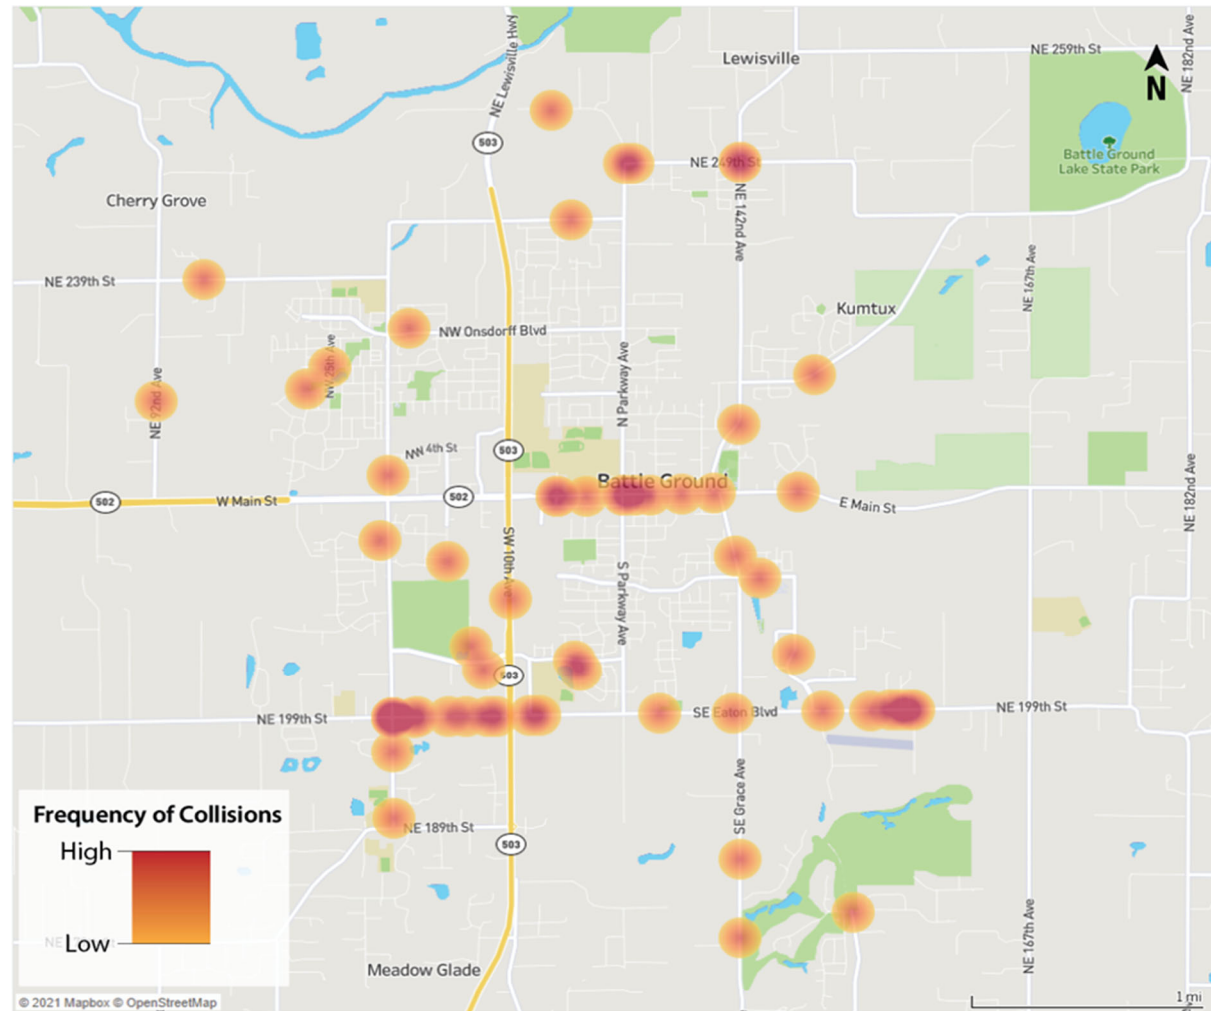 NE 259th St
NE 182nd Ave
NE Lewisville Hwy
Lewisville
N
503
Battle Ground
Lake State Park
NE 249th St
Cherry Grove
NE 142nd Ave
NE 239th St
NE 167th Ave
Kumtux
NW Onsdorff Blvd
NW 25th Ave
N Parkway Ave
NE 92nd Ave
NW 4th St
503
Battle Ground
NE 182nd Ave
502
W Main St
502
E Main St
SW 10th Ave
S Parkway Ave
503
NE 199th St
SE Eaton Blvd
NE 199th St
SE Grace Ave
Frequency of Collisions
High
Low
NE 189th St
503
NE 167th Ave
Meadow Glade
1 mi
© 2021 Mapbox © OpenStreetMap